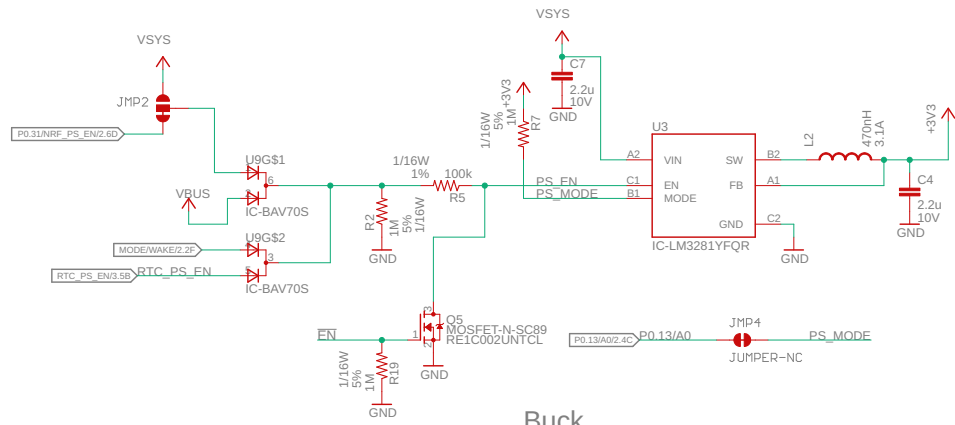 VSYS
JMP2
P0.31/NRF_PS_EN/2.6D
U9G$1
6
VBUS
IC-BAV70S
U9G$2
MODE/WAKE/2.2F
3
RTC_PS_EN/3.5B
RTC_PS_EN
IC-BAV70S
1/16W
1%
100k
R5
R2
1M
5%
1/16W
GND
EN
1/16W
5%
1M
R19
GND
1
3
2
Q5
MOSFET-N-SC89
RE1C002UNTCL
GND
VSYS
C7
2.2u
10V
GND
+3V3
1/16W
5%
1M
R7
PS_EN
PS_MODE
U3
A2
C1
B1
VIN
EN
MODE
SW
FB
GND
B2
A1
C2
IC-LM3281YFQR
GND
L2
470nH
3.1A
+3V3
C4
2.2u
10V
GND
P0.13/A0/2.4C
P0.13/A0
JMP4
JUMPER-NC
PS_MODE
Buck